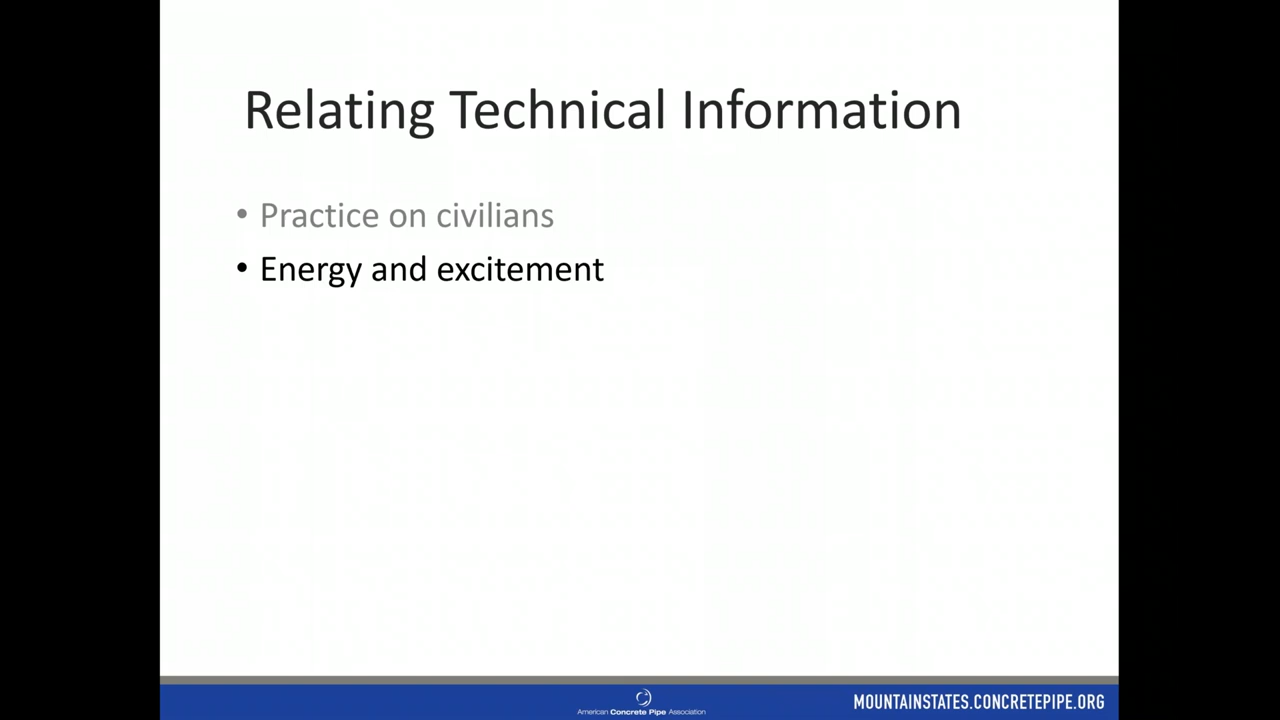 Relating Technical Information
• Practice on civilians
• Energy and excitement
American Concrete Pipe Association
MOUNTAINSTATES.CONCRETEPIPE.ORG